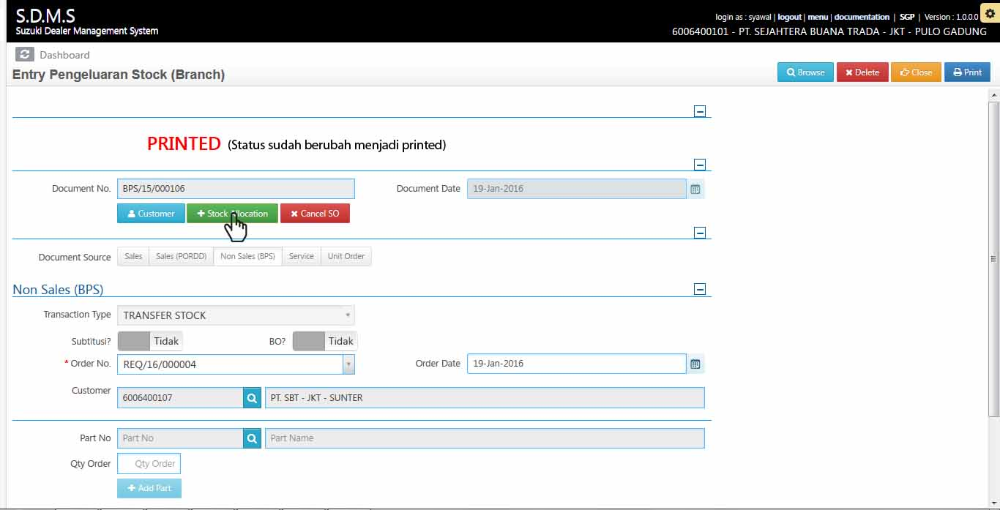 S.D.M.S
Suzuki Dealer Management System
login as : syawal | logout | menu | documentation | SGP | Version : 1.0.0.0
6006400101 - PT. SEJAHTERA BUANA TRADA - JKT - PULO GADUNG
Dashboard
Entry Pengeluaran Stock (Branch)
Browse Delete Close Print
PRINTED (Status sudah berubah menjadi printed)
Document No. BPS/15/000106 Document Date 19-Jan-2016
Customer Stock Allocation Cancel SO
Document Source Sales Sales (PORDD) Non Sales (BPS) Service Unit Order
Non Sales (BPS)
Transaction Type TRANSFER STOCK
Subtitusi? Tidak BO? Tidak
* Order No. REQ/16/000004 Order Date 19-Jan-2016
Customer 6006400107 PT. SBT - JKT - SUNTER
Part No Part No Part Name
Qty Order Qty Order
Add Part